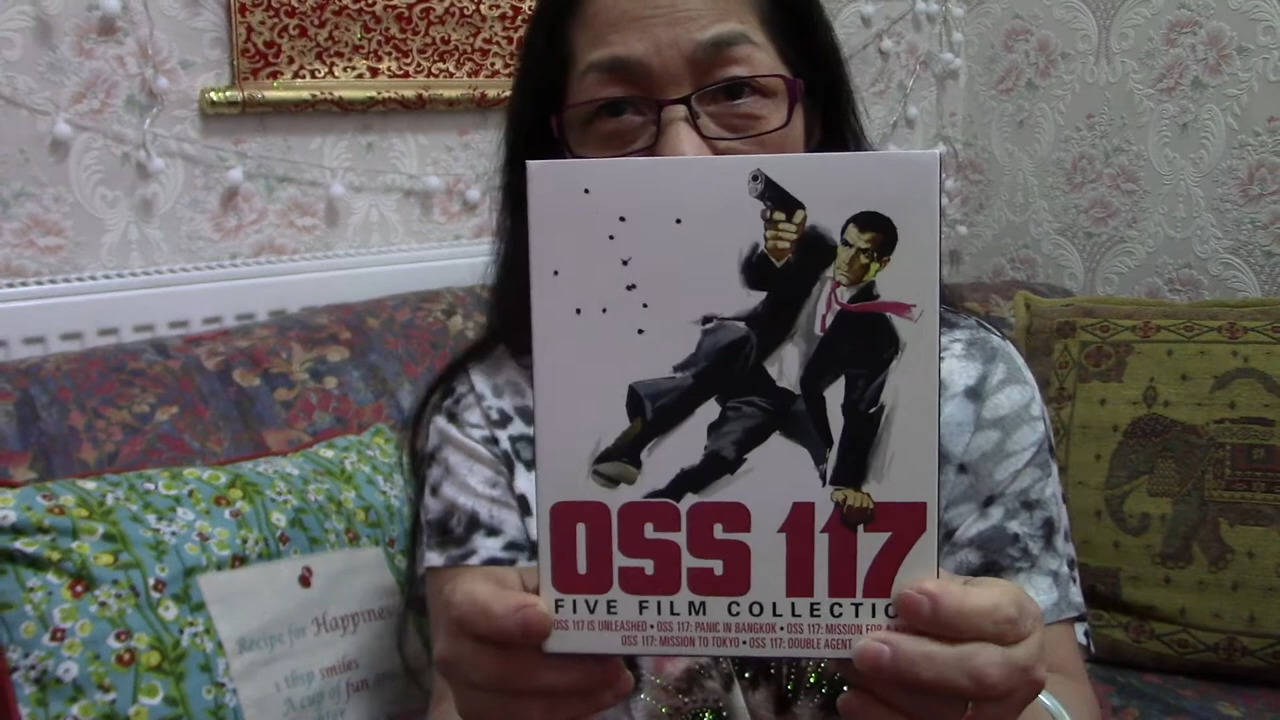 OSS 117
FIVE FILM COLLECTIO
OSS 117 IS UNLEASHED • OSS 117: PANIC IN BANGKOK • OSS 117: MISSION FOR A
OSS 117: MISSION TO TOKYO • OSS 117: DOUBLE AGENT
Recipe for Happines
1 tbsp smiles
A cup of fun